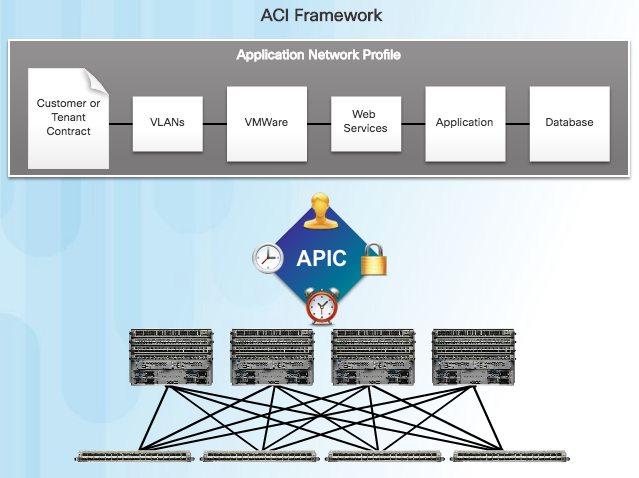 ACI Framework
Application Network Profile
Customer or
Tenant
Contract
VLANs
VMWare
Web
Services
Application
Database
APIC